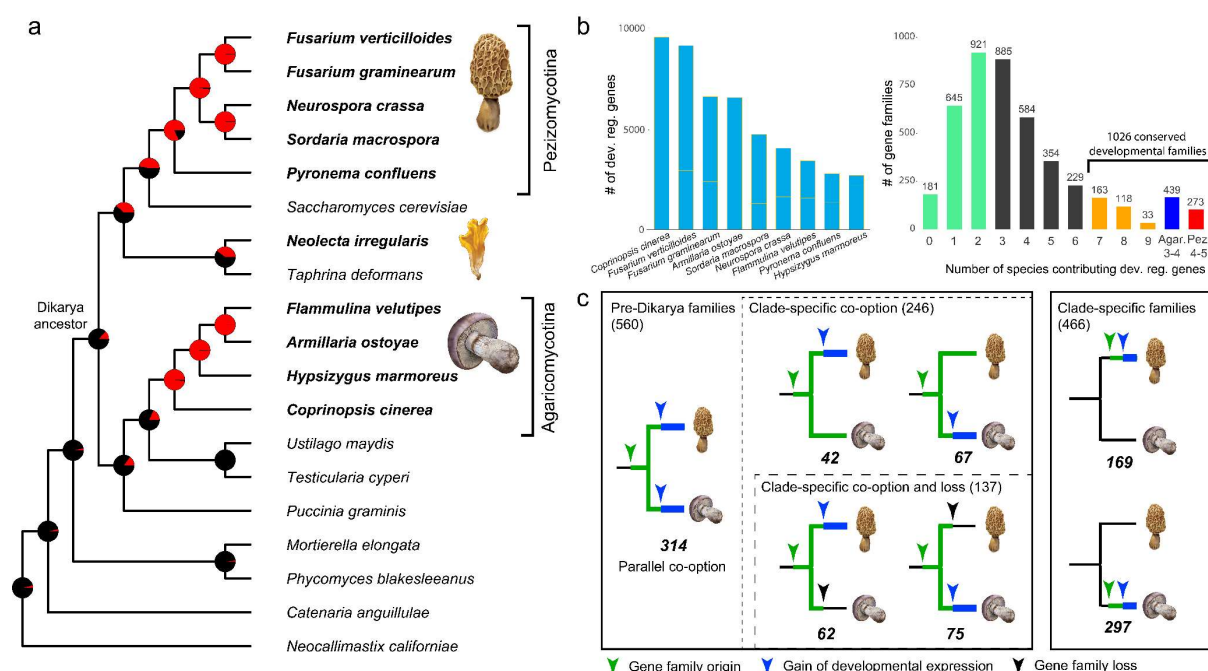 a
Fusarium verticilloides
Fusarium graminearum
Neurospora crassa
Sordaria macrospora
Pyronema confluens
Saccharomyces cerevisiae
Neolecta irregularis
Taphrina deformans
Flammulina velutipes
Armillaria ostoyae
Hypsizygus marmoreus
Coprinopsis cinerea
Ustilago maydis
Testicularia cyperi
Puccinia graminis
Mortierella elongata
Phycomyces blakesleeanus
Catenaria anguillulae
Neocallimastix californiae
Dikarya
ancestor
Pezizomycotina
Agaricomycotina
b
# of dev. reg. genes
10000
5000
0
Coprinopsis cinerea
Fusarium verticilloides
Fusarium graminearum
Armillaria ostoyae
Sordaria macrospora
Neurospora crassa
Flammulina velutipes
Pyronema confluens
Hypsizygus marmoreus
# of gene families
1000
750
500
250
0
181
645
921
885
584
354
229
163
118
33
439
273
1026 conserved
developmental families
0 1 2 3 4 5 6 7 8 9 Agar. Pez.
3-4 4-5
Number of species contributing dev. reg. genes
c
Pre-Dikarya families
(560)
314
Parallel co-option
Clade-specific co-option (246)
42
67
Clade-specific co-option and loss (137)
62
75
Clade-specific families
(466)
169
297
Gene family origin
Gain of developmental expression
Gene family loss